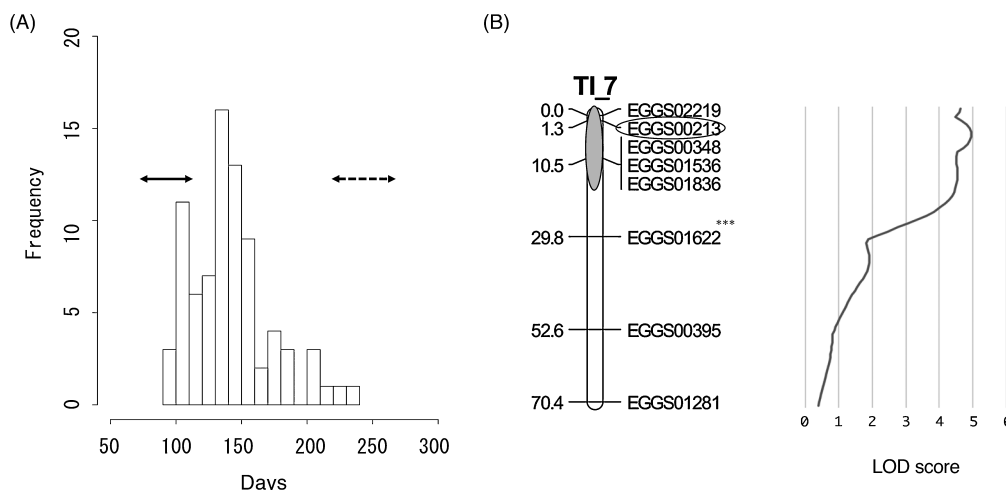 (A)
20
15
10
5
0
Frequency
50 100 150 200 250 300
Days
(B)
TI_7
0.0 EGGS02219
1.3 EGGS00213
EGGS00348
10.5 EGGS01536
EGGS01836
***
29.8 EGGS01622
52.6 EGGS00395
70.4 EGGS01281
0 1 2 3 4 5 6
LOD score